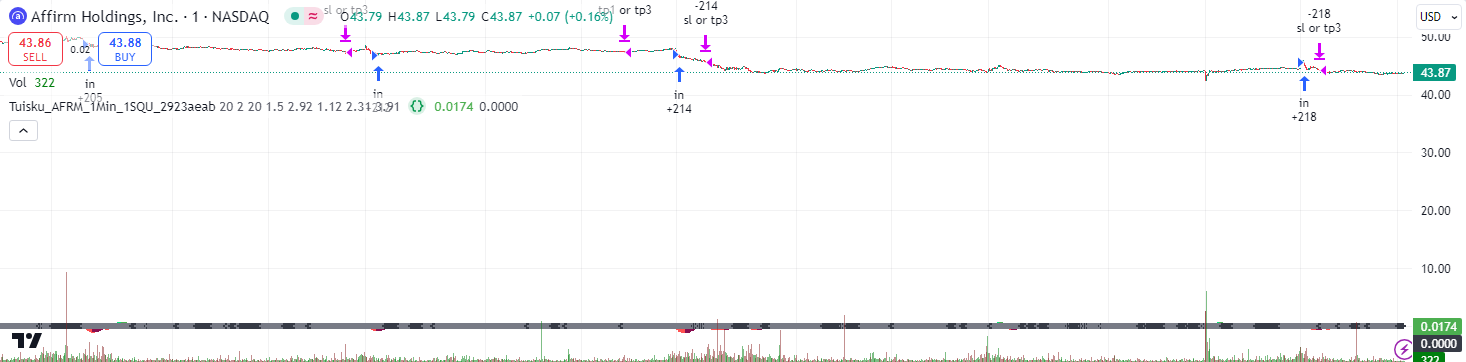 Affirm Holdings, Inc. · 1 · NASDAQ
O43.79 H43.87 L43.79 C43.87 +0.07 (+0.16%)
43.86
SELL
0.02
43.88
BUY
Vol 322
Tuisku_AFRM_1Min_1SQU_2923aeab 20 2 20 1.5 2.92 1.12 2.31 3.91 0.0174 0.0000
in
+205
sl or tp3
in
tp1 or tp3
-214
sl or tp3
in
+214
-218
sl or tp3
in
+218
USD
50.00
43.87
40.00
30.00
20.00
10.00
0.0174
0.0000
322